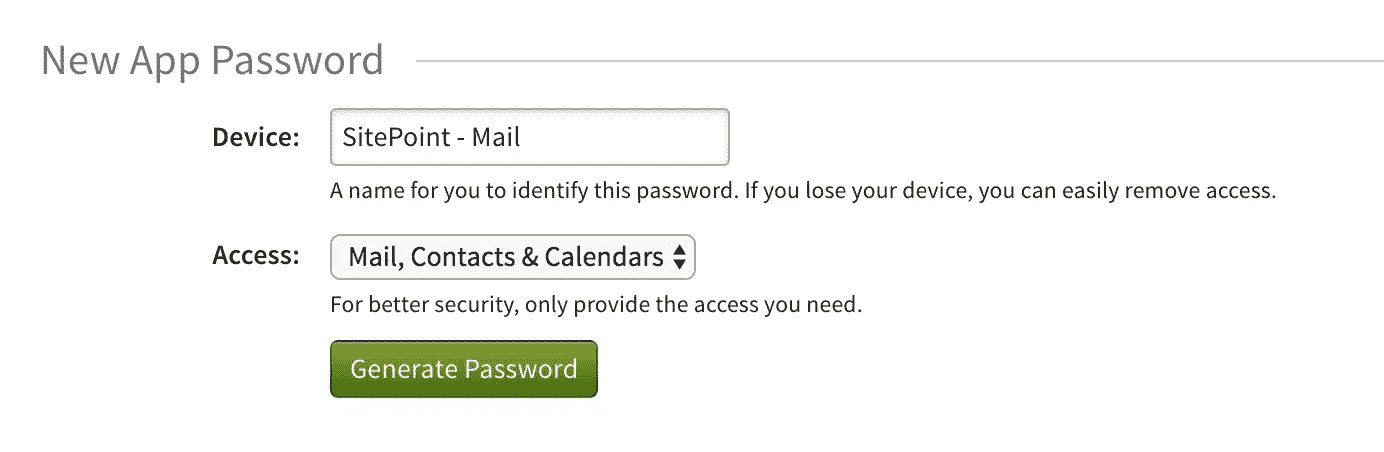 New App Password
Device: SitePoint - Mail
A name for you to identify this password. If you lose your device, you can easily remove access.
Access: Mail, Contacts & Calendars
For better security, only provide the access you need.
Generate Password